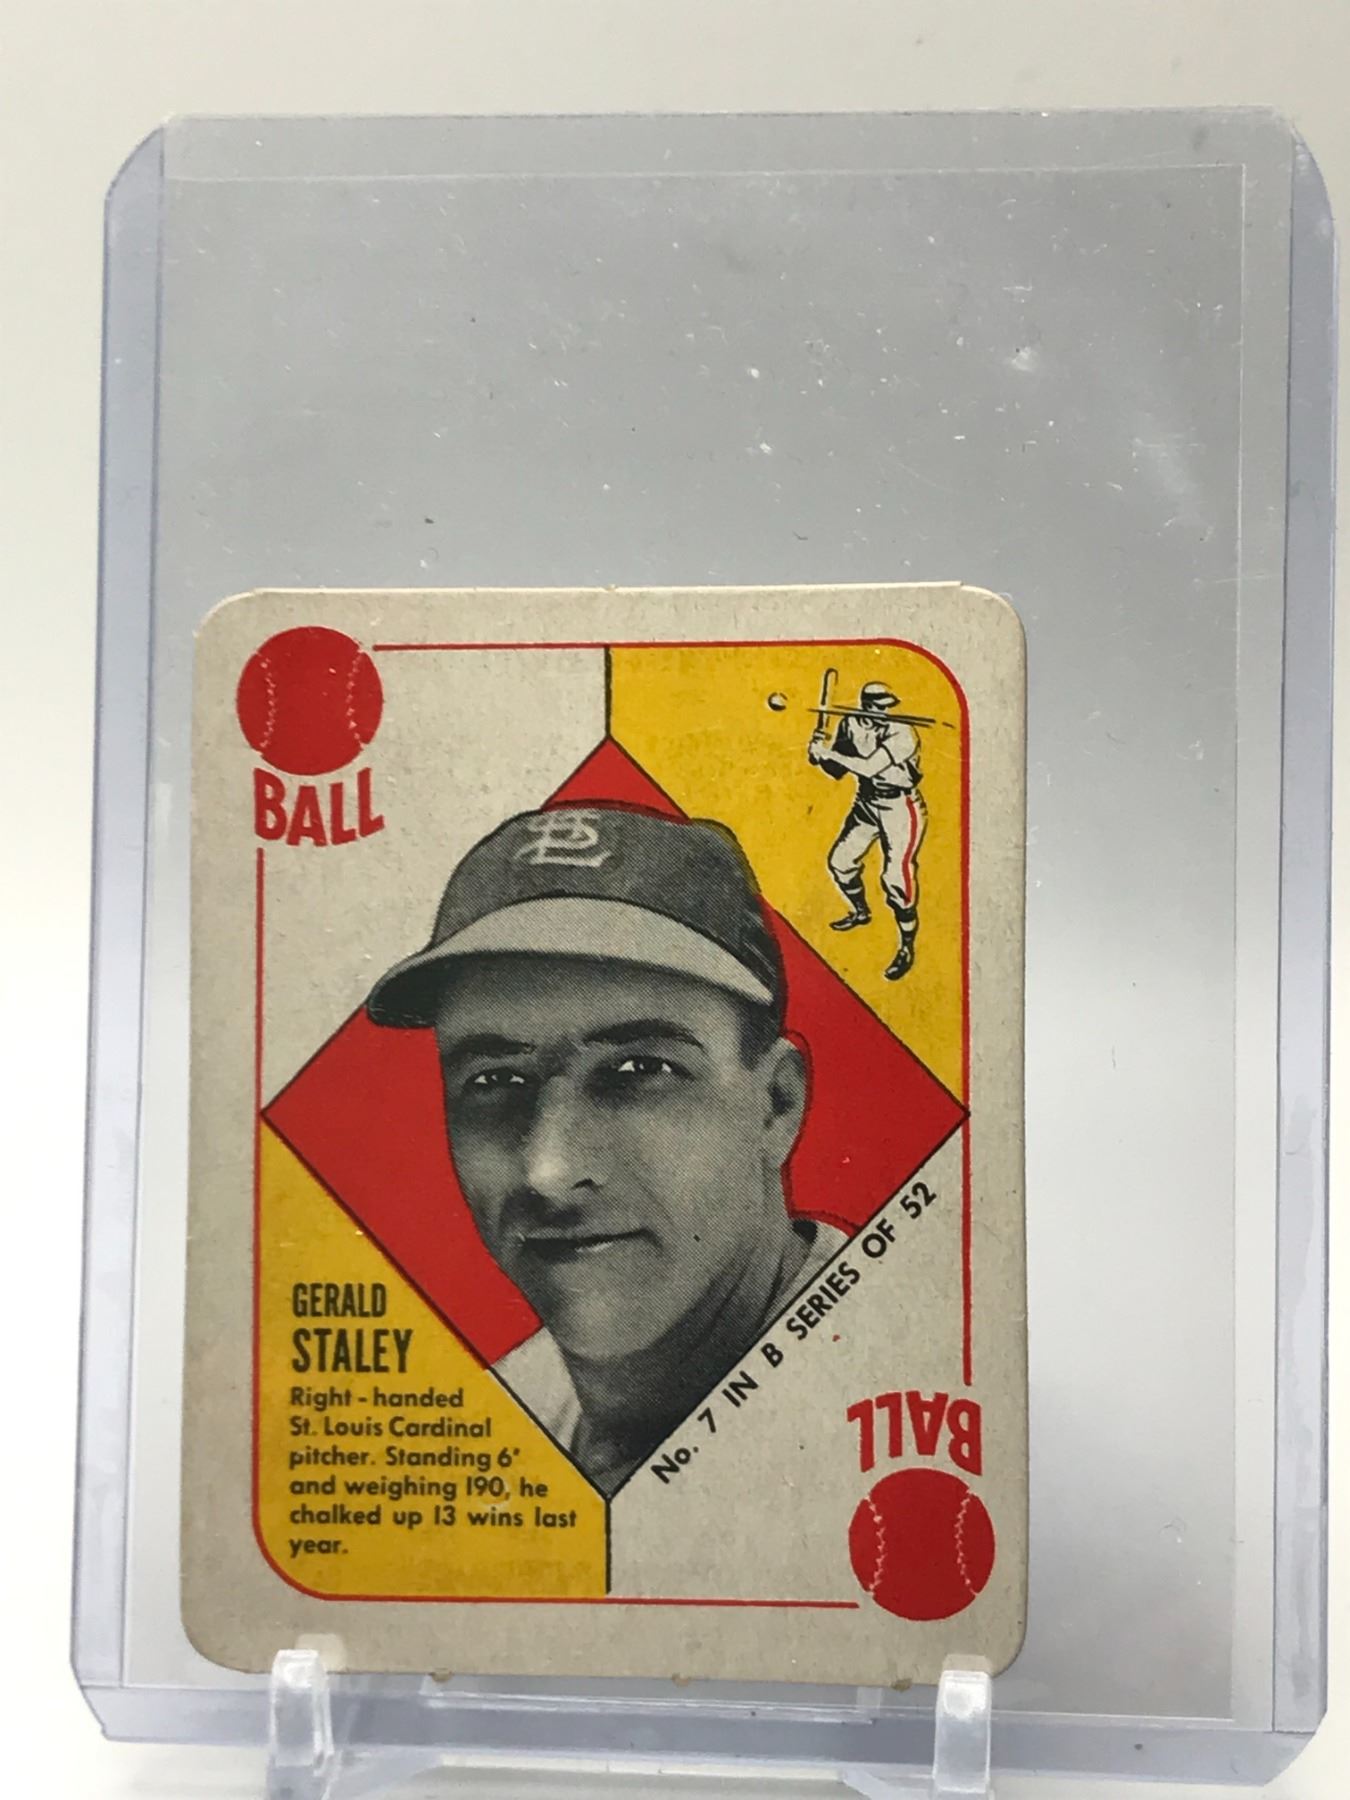 BALL
STL
GERALD
STALEY
Right-handed
St. Louis Cardinal
pitcher. Standing 6'
and weighing 190, he
chalked up 13 wins last
year.
No. 7 IN B SERIES OF 52
BALL